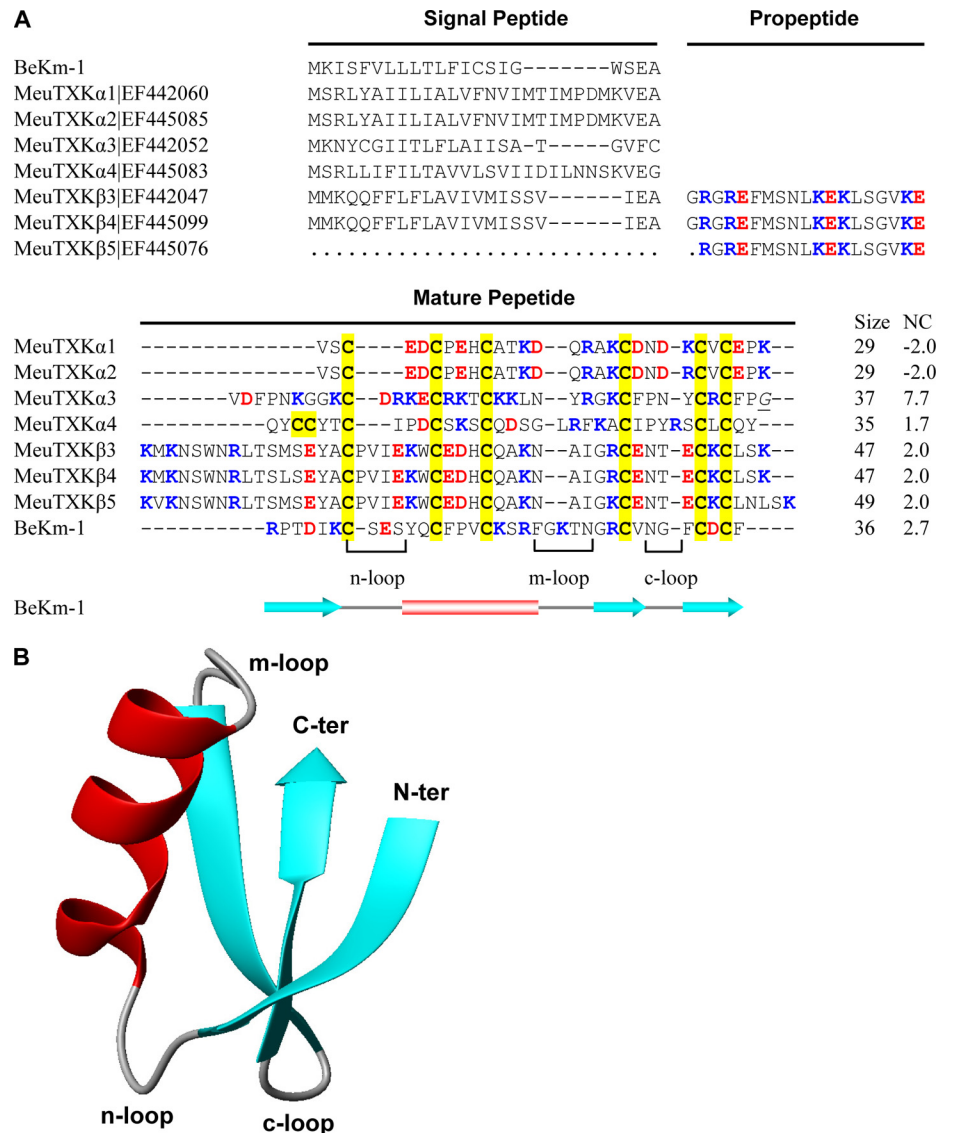 A
Signal Peptide Propeptide
BeKm-1 MKISFVLLLTLFICSIG-------WSEA
MeuTXKα1|EF442060 MSRLYAIILIALVFNVIMTIMPDMKVEA
MeuTXKα2|EF445085 MSRLYAIILIALVFNVIMTIMPDMKVEA
MeuTXKα3|EF442052 MKNYCGIITLFLAIISA-T-----GVFC
MeuTXKα4|EF445083 MSRLLIFILTAVVLSVIIDILNNSKVEG
MeuTXKβ3|EF442047 MMKQQFFLFLAVIVMISSV-----IEA GRGREFMSNLKEKLSGVKE
MeuTXKβ4|EF445099 MMKQQFFLFLAVIVMISSV-----IEA GRGREFMSNLKEKLSGVKE
MeuTXKβ5|EF445076 ............................ .RGREFMSNLKEKLSGVKE
Mature Pepetide
Size NC
MeuTXKα1 --------------VSC----EDCPEHCATKD--QRAKCDND-KCVCEPK-- 29 -2.0
MeuTXKα2 --------------VSC----EDCPEHCATKD--QRAKCDND-RCVCEPK-- 29 -2.0
MeuTXKα3 -------VDFPNKGGKC--DRKECRKTCKKLN--YRGKCFPN-YCRCFPG-- 37 7.7
MeuTXKα4 ----------QYCCYTC---IPDCSKSCQDSG-LRFKACIPYRSCLCQY--- 35 1.7
MeuTXKβ3 KMKNSWNRLTSMSEYACPVIEKWCEDHCQAKN--AIGRCENT-ECKCLSK-- 47 2.0
MeuTXKβ4 KMKNSWNRLTSMSEYACPVIEKWCEDHCQAKN--AIGRCENT-ECKCLSK-- 47 2.0
MeuTXKβ5 KVKNSWNRLTSLSEYACPVIEKWCEDHCQAKN--AIGRCENT-ECKCLNLSK 49 2.0
BeKm-1 ----------RPTDIKC-SESYQCFPVCKSRFGKTNGRCVNG-FCDCF---- 36 2.7
n-loop m-loop c-loop
BeKm-1
B
m-loop
C-ter
N-ter
n-loop
c-loop